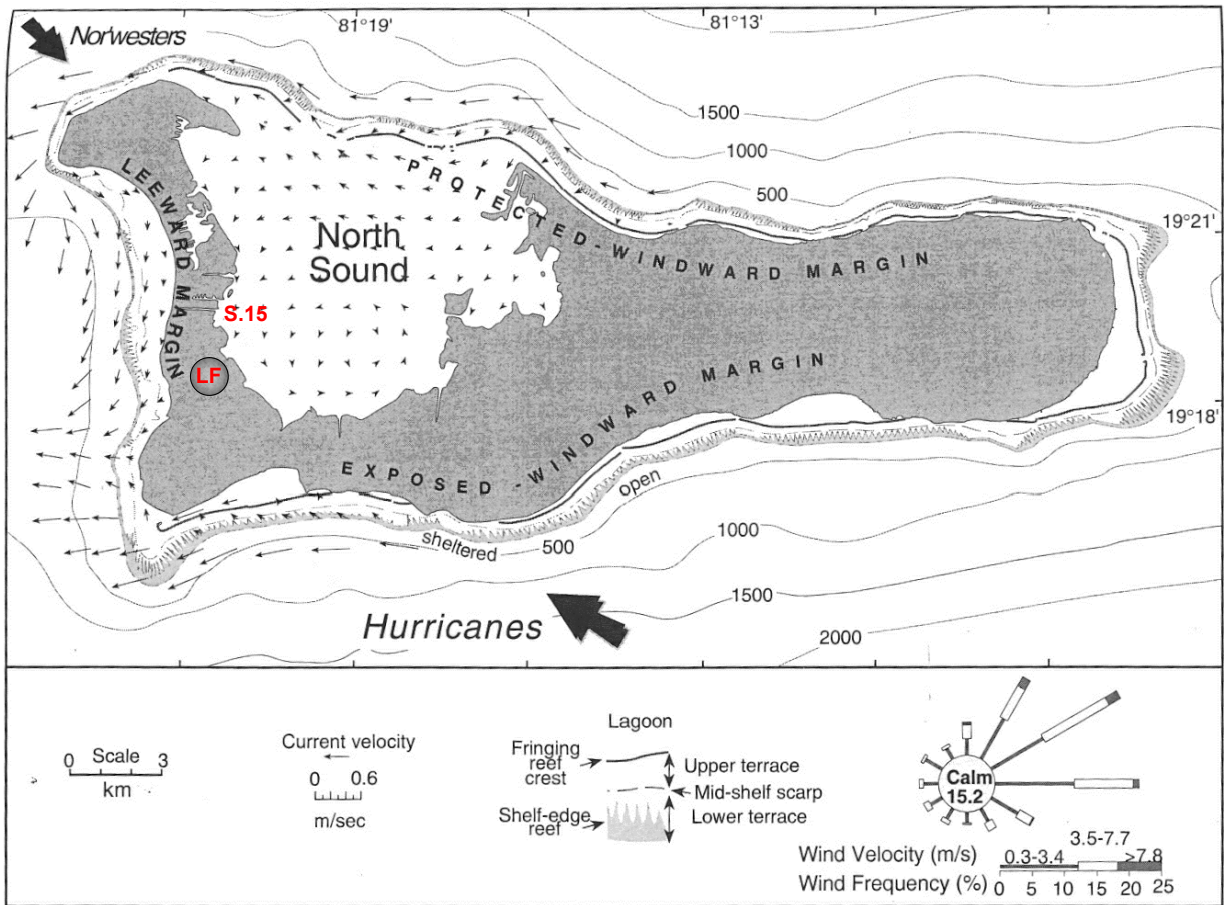 Nor'westers
81°19'
81°13'
1500
1000
500
19°21'
LEEWARD MARGIN
PROTECTED-WINDWARD MARGIN
North
Sound
S.15
LF
EXPOSED -WINDWARD MARGIN
19°18'
open
sheltered
500
1000
1500
2000
Hurricanes
0 Scale 3
km
Current velocity
0 0.6
m/sec
Lagoon
Fringing
reef
crest
Upper terrace
Mid-shelf scarp
Shelf-edge
reef
Lower terrace
Calm
15.2
3.5-7.7
Wind Velocity (m/s) 0.3-3.4 >7.8
Wind Frequency (%) 0 5 10 15 20 25